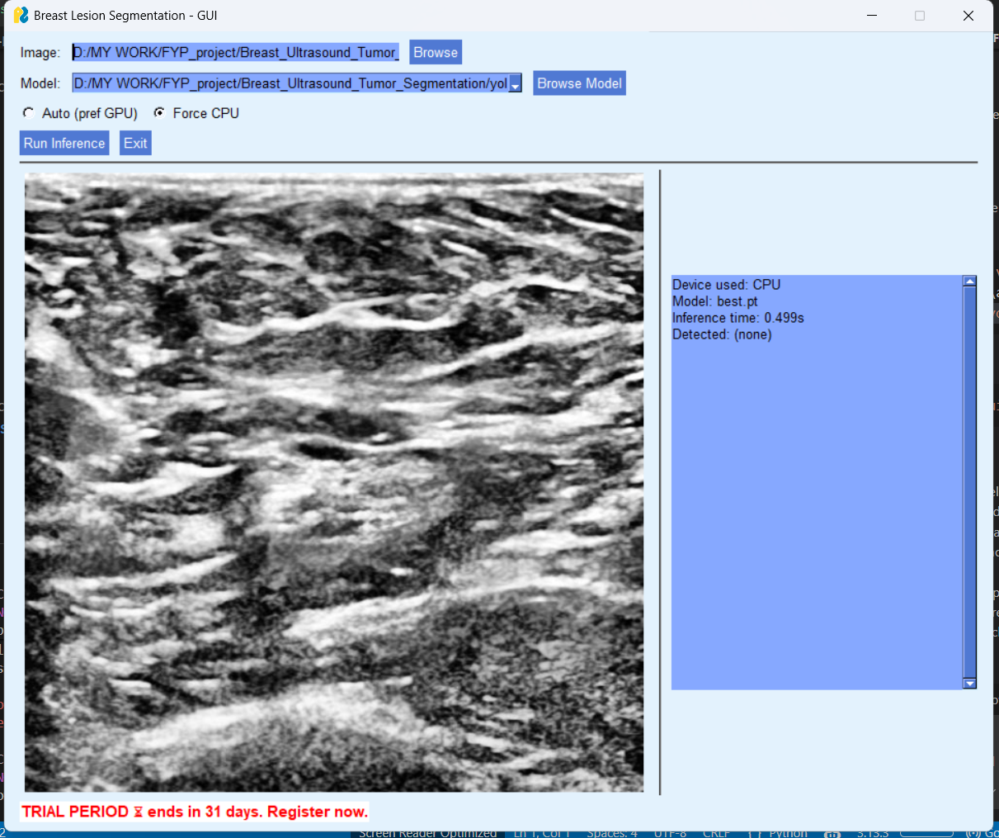 Breast Lesion Segmentation - GUI
Image: D:/MY WORK/FYP_project/Breast_Ultrasound_Tumor_ Browse
Model: D:/MY WORK/FYP_project/Breast_Ultrasound_Tumor_Segmentation/yol Browse Model
Auto (pref GPU) Force CPU
Run Inference Exit
Device used: CPU
Model: best.pt
Inference time: 0.499s
Detected: (none)
TRIAL PERIOD ⌛ ends in 31 days. Register now.
Screen Reader Optimized Ln 1, Col 1 Spaces: 4 UTF-8 CRLF { } Python 3.13.3 Go